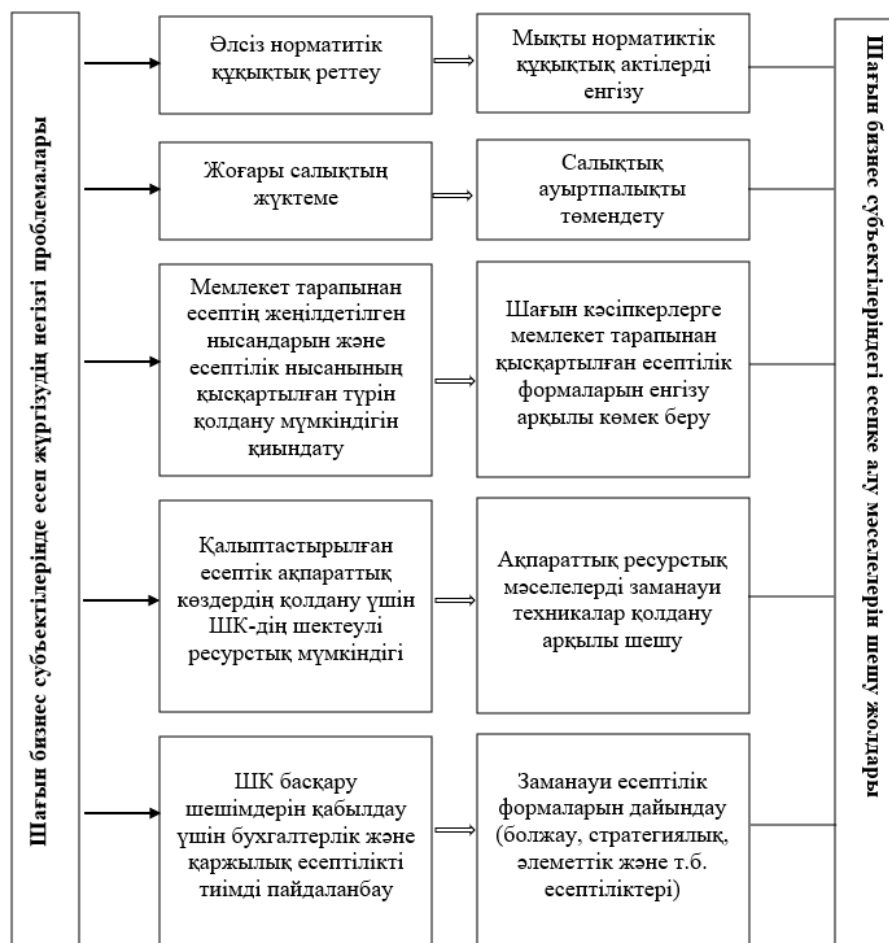 Шағын бизнес субъектілерінде есеп жүргізудің негізгі проблемалары
Әлсіз норматитік
құқықтық реттеу
Мықты норматиктік
құқықтық актілерді
енгізу
Жоғары салықтың
жүктеме
Салықтық
ауыртпалықты
төмендету
Мемлекет тарапынан
есептің жеңілдетілген
нысандарын және
есептілік нысанының
қысқартылған түрін
қолдану мүмкіндігін
қиындату
Шағын кәсіпкерлерге
мемлекет тарапынан
қысқартылған есептілік
формаларын енгізу
арқылы көмек беру
Қалыптастырылған
есептік ақпараттық
көздердің қолдану үшін
ШК-дің шектеулі
ресурстық мүмкіндігі
Ақпараттық ресурстық
мәселелерді заманауи
техникалар қолдану
арқылы шешу
ШК басқару
шешімдерін қабылдау
үшін бухгалтерлік және
қаржылық есептілікті
тиімді пайдаланбау
Заманауи есептілік
формаларын дайындау
(болжау, стратегиялық,
әлеметтік және т.б.
есептіліктері)
Шағын бизнес субъектілеріндегі есепке алу мәселелерін шешу жолдары